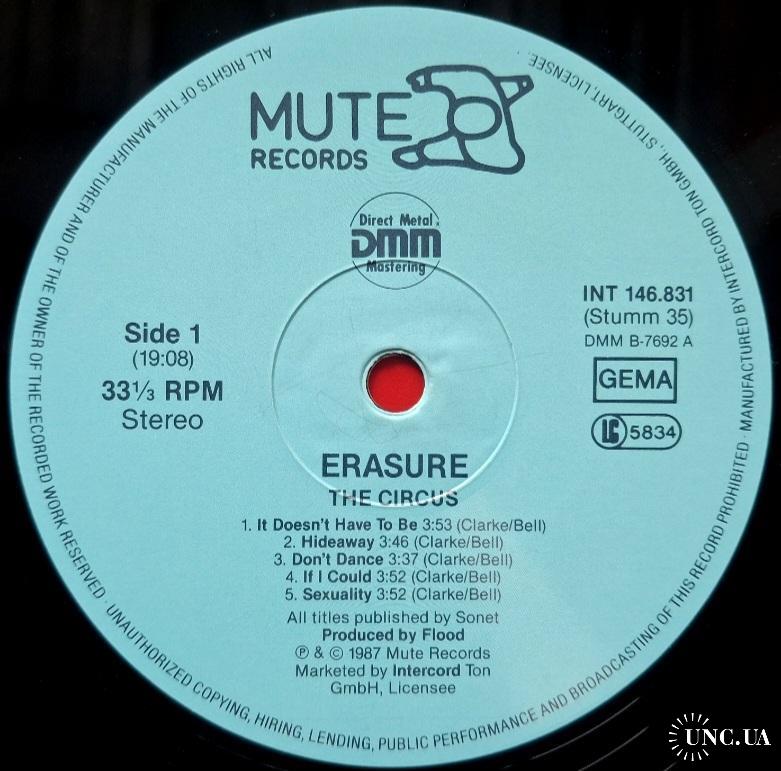 MUTE
RECORDS
Direct Metal
DMM
Mastering
Side 1
(19:08)
33⅓ RPM
Stereo
INT 146.831
(Stumm 35)
DMM B-7692 A
GEMA
LC 5834
ERASURE
THE CIRCUS
1. It Doesn't Have To Be 3:53 (Clarke/Bell)
2. Hideaway 3:46 (Clarke/Bell)
3. Don't Dance 3:37 (Clarke/Bell)
4. If I Could 3:52 (Clarke/Bell)
5. Sexuality 3:52 (Clarke/Bell)
All titles published by Sonet
Produced by Flood
℗ & © 1987 Mute Records
Marketed by Intercord Ton
GmbH, Licensee
ALL RIGHTS OF THE MANUFACTURER AND OF THE OWNER OF THE RECORDED WORK RESERVED · UNAUTHORIZED COPYING, HIRING, LENDING, PUBLIC PERFORMANCE AND BROADCASTING OF THIS RECORD PROHIBITED · MANUFACTURED BY INTERCORD TON GMBH., STUTTGART, LICENSEE.
UNC.UA